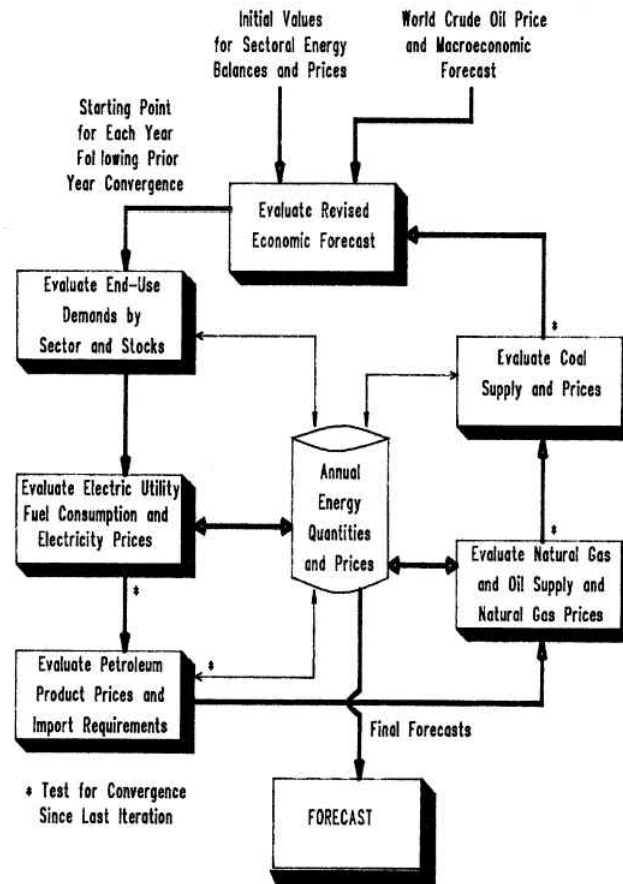 Initial Values
for Sectoral Energy
Balances and Prices
World Crude Oil Price
and Macroeconomic
Forecast
Starting Point
for Each Year
Following Prior
Year Convergence
Evaluate Revised
Economic Forecast
Evaluate End-Use
Demands by
Sector and Stocks
*
Evaluate Coal
Supply and Prices
Annual
Energy
Quantities
and Prices
Evaluate Electric Utility
Fuel Consumption and
Electricity Prices
*
Evaluate Natural Gas
and Oil Supply and
Natural Gas Prices
*
Evaluate Petroleum
Product Prices and
Import Requirements
*
Final Forecasts
* Test for Convergence
Since Last Iteration
FORECAST